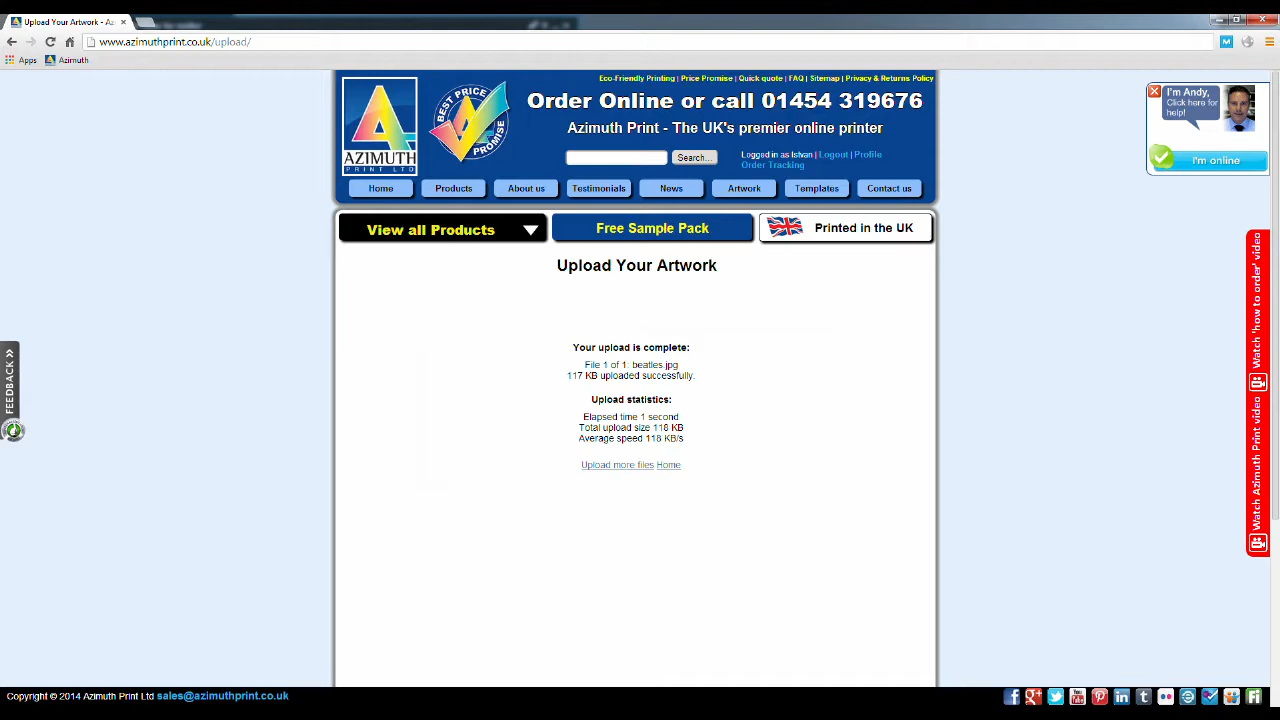 Upload Your Artwork - Az
www.azimuthprint.co.uk/upload/
Apps
Azimuth
AZIMUTH
PRINT LTD
BEST PRICE PROMISE
Eco-Friendly Printing | Price Promise | Quick quote | FAQ | Sitemap | Privacy & Returns Policy
Order Online or call 01454 319676
Azimuth Print - The UK's premier online printer
Search...
Logged in as Istvan | Logout | Profile
Order Tracking
Home
Products
About us
Testimonials
News
Artwork
Templates
Contact us
View all Products
Free Sample Pack
Printed in the UK
I'm Andy,
Click here for
help!
I'm online
Upload Your Artwork
Your upload is complete:
File 1 of 1: beatles.jpg
117 KB uploaded successfully.
Upload statistics:
Elapsed time 1 second
Total upload size 118 KB
Average speed 118 KB/s
Upload more files Home
FEEDBACK
Watch 'how to order' video
Watch Azimuth Print video
Copyright © 2014 Azimuth Print Ltd sales@azimuthprint.co.uk